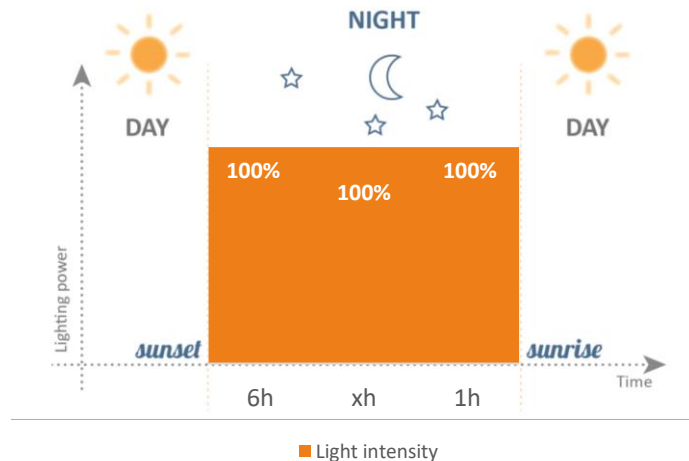 NIGHT
DAY
DAY
100%
100%
100%
Lighting power
sunset
sunrise
Time
6h
xh
1h
Light intensity